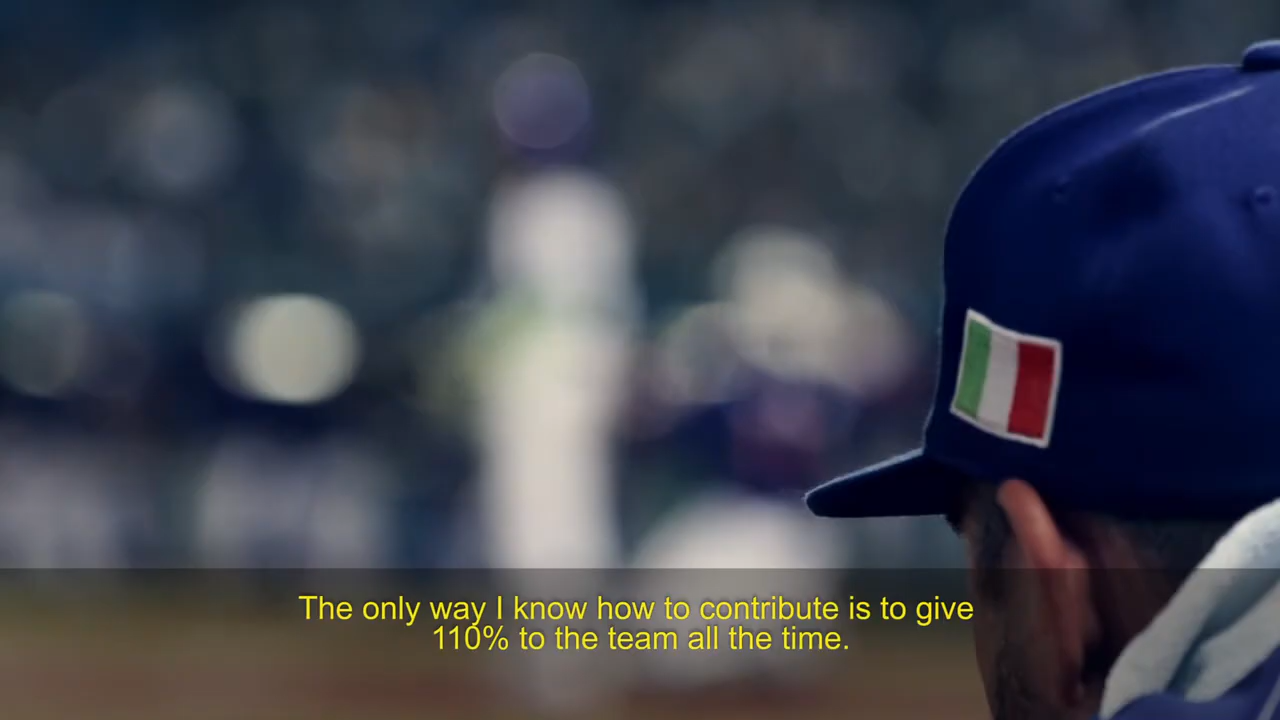 The only way I know how to contribute is to give
110% to the team all the time.